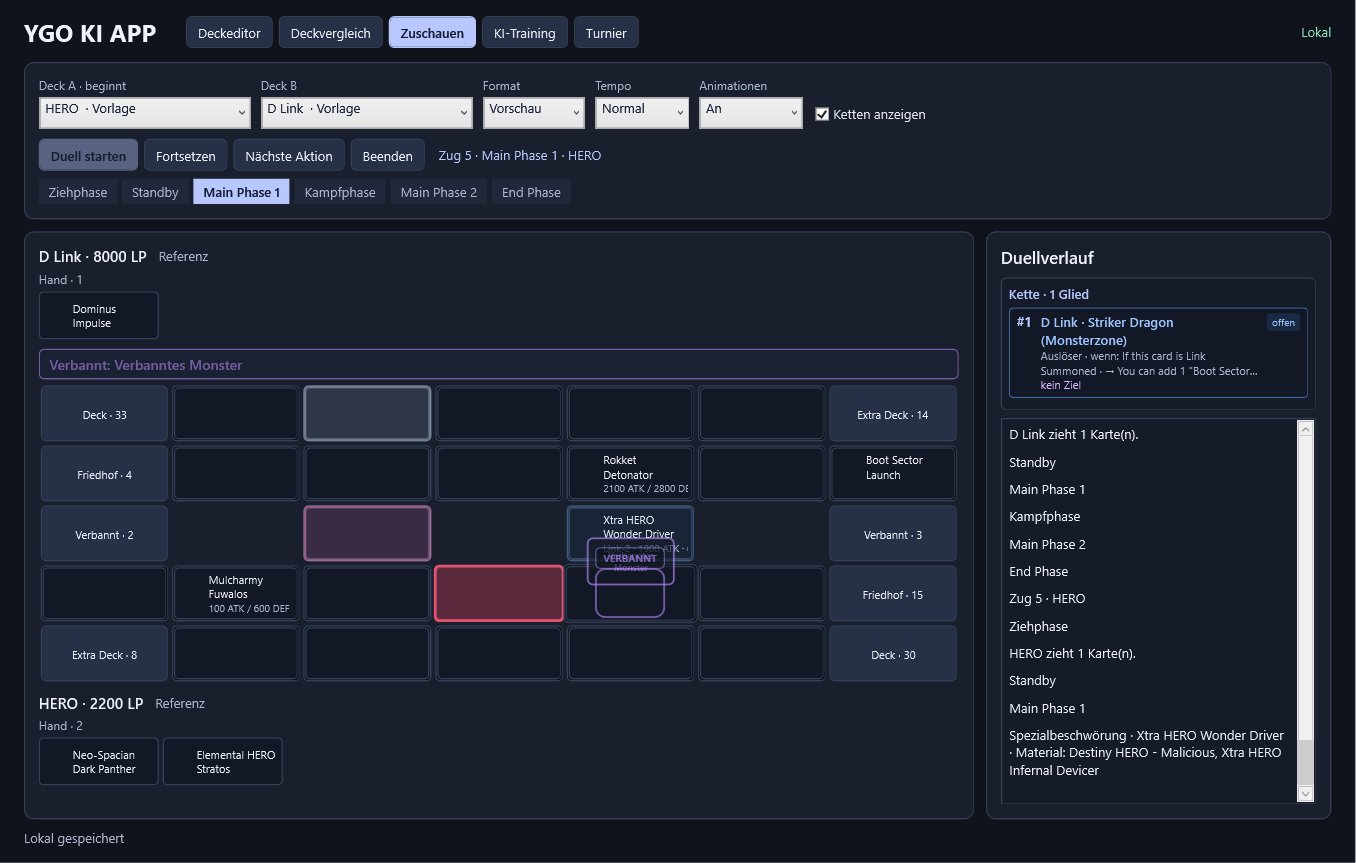 YGO KI APP
Deckeditor
Deckvergleich
Zuschauen
KI-Training
Turnier
Lokal
Deck A · beginnt
Deck B
Format
Tempo
Animationen
HERO · Vorlage
D Link · Vorlage
Vorschau
Normal
An
Ketten anzeigen
Duell starten
Fortsetzen
Nächste Aktion
Beenden
Zug 5 · Main Phase 1 · HERO
Ziehphase
Standby
Main Phase 1
Kampfphase
Main Phase 2
End Phase
D Link · 8000 LP
Referenz
Hand · 1
Dominus
Impulse
Verbannt: Verbanntes Monster
Deck · 33
Extra Deck · 14
Friedhof · 4
Rokket
Detonator
2100 ATK / 2800 DE
Boot Sector
Launch
Verbannt · 2
Xtra HERO
Wonder Driver
VERBANNT
Monster
Verbannt · 3
Mulcharmy
Fuwalos
100 ATK / 600 DEF
Friedhof · 15
Extra Deck · 8
Deck · 30
HERO · 2200 LP
Referenz
Hand · 2
Neo-Spacian
Dark Panther
Elemental HERO
Stratos
Duellverlauf
Kette · 1 Glied
#1 D Link · Striker Dragon
(Monsterzone)
offen
Auslöser · wenn: If this card is Link
Summoned · → You can add 1 "Boot Sector...
kein Ziel
D Link zieht 1 Karte(n).
Standby
Main Phase 1
Kampfphase
Main Phase 2
End Phase
Zug 5 · HERO
Ziehphase
HERO zieht 1 Karte(n).
Standby
Main Phase 1
Spezialbeschwörung · Xtra HERO Wonder Driver
· Material: Destiny HERO - Malicious, Xtra HERO
Infernal Devicer
Lokal gespeichert